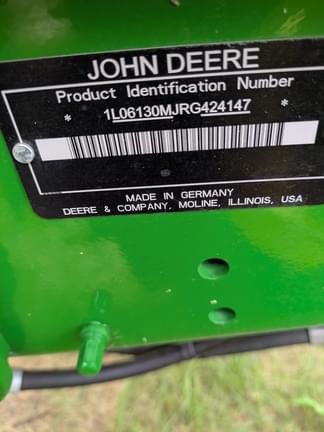 JOHN DEERE
Product Identification Number
* 1L06130MJRG424147 *
MADE IN GERMANY
DEERE & COMPANY, MOLINE, ILLINOIS, USA